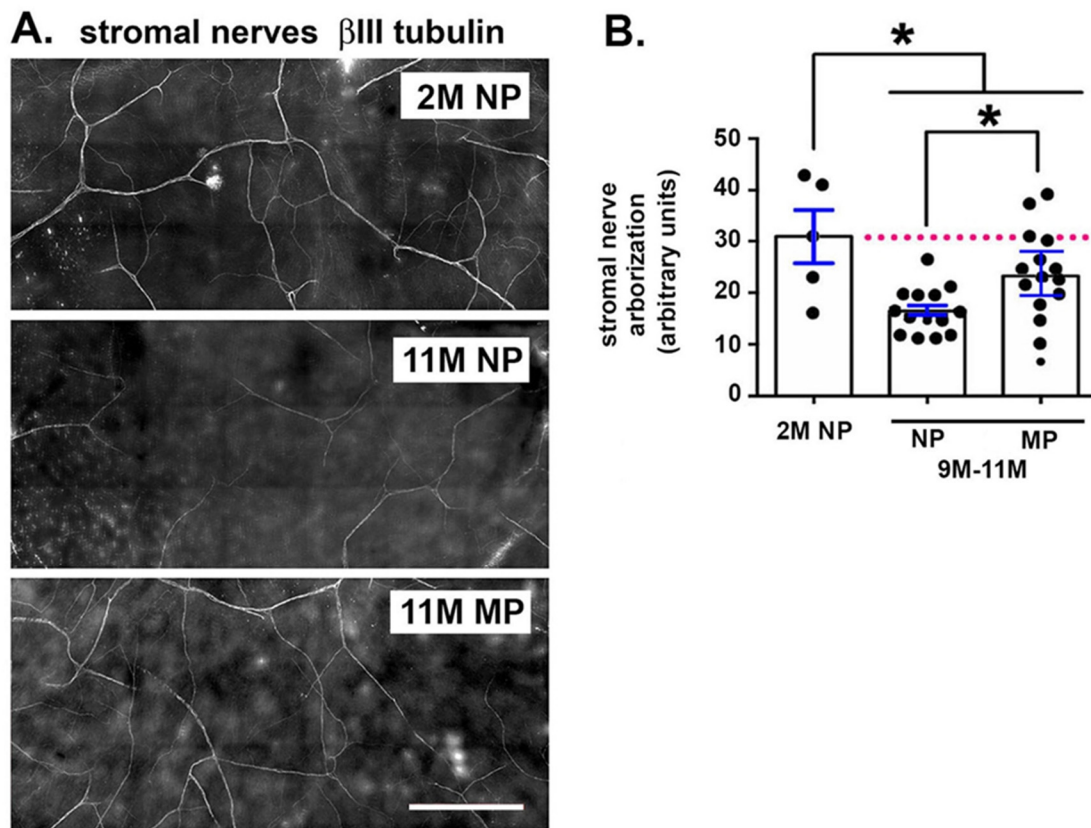 A. stromal nerves βIII tubulin
2M NP
11M NP
11M MP
B.
*
*
stromal nerve
arborization
(arbitrary units)
50
40
30
20
10
0
2M NP
NP
MP
9M-11M